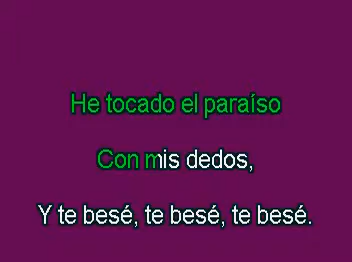 He tocado el paraíso
Con mis dedos,
Y te besé, te besé, te besé.